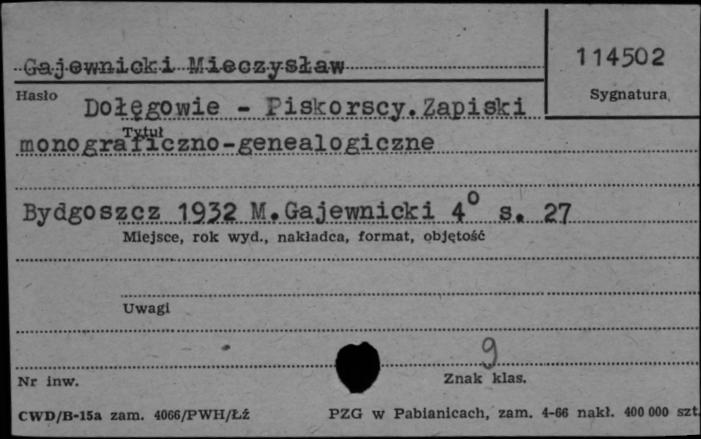 Gajewnicki Mieczysław
114502
Hasło
Sygnatura
Dołęgowie - Piskorscy.Zapiski
Tytuł
monograficzno-genealogiczne
Bydgoszcz 1932 M.Gajewnicki 4° s. 27
Miejsce, rok wyd., nakładca, format, objętość
Uwagi
9
Nr inw.
Znak klas.
CWD/B-15a zam. 4066/PWH/Łź PZG w Pabianicach, zam. 4-66 nakł. 400 000 szt.